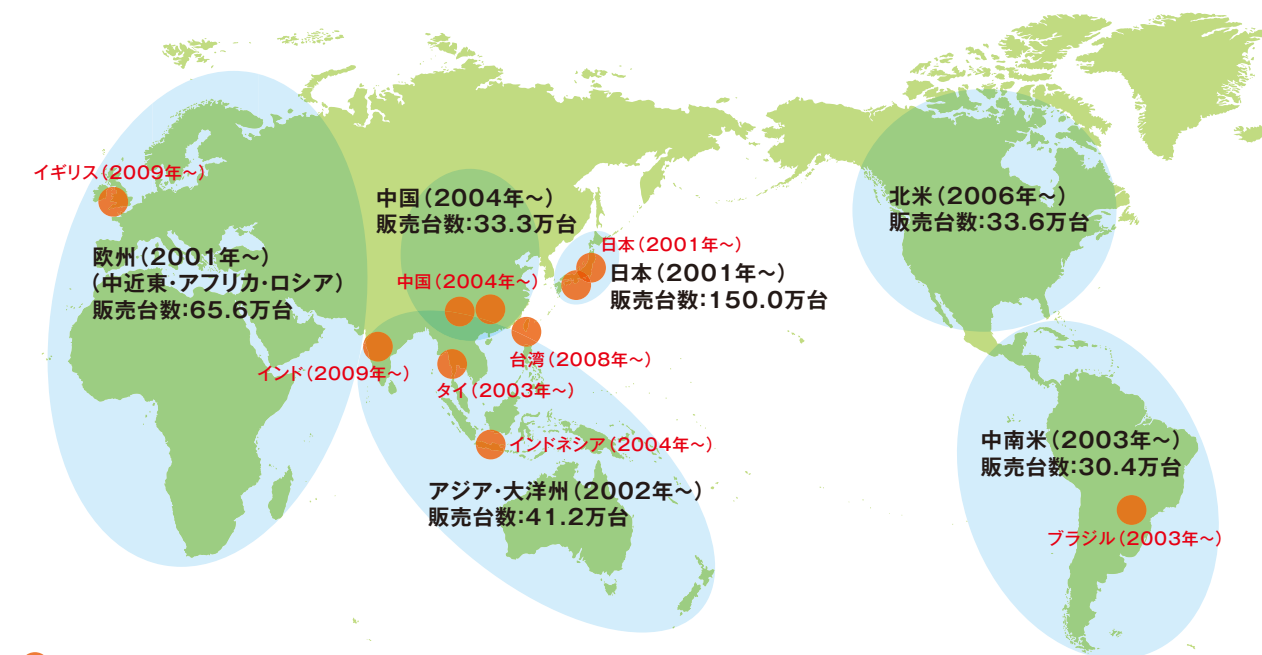 イギリス(2009年～)
欧州(2001年～)
(中近東・アフリカ・ロシア)
販売台数:65.6万台
中国(2004年～)
販売台数:33.3万台
中国(2004年～)
日本(2001年～)
日本(2001年～)
販売台数:150.0万台
北米(2006年～)
販売台数:33.6万台
インド(2009年～)
タイ(2003年～)
台湾(2008年～)
インドネシア(2004年～)
アジア・大洋州(2002年～)
販売台数:41.2万台
中南米(2003年～)
販売台数:30.4万台
ブラジル(2003年～)